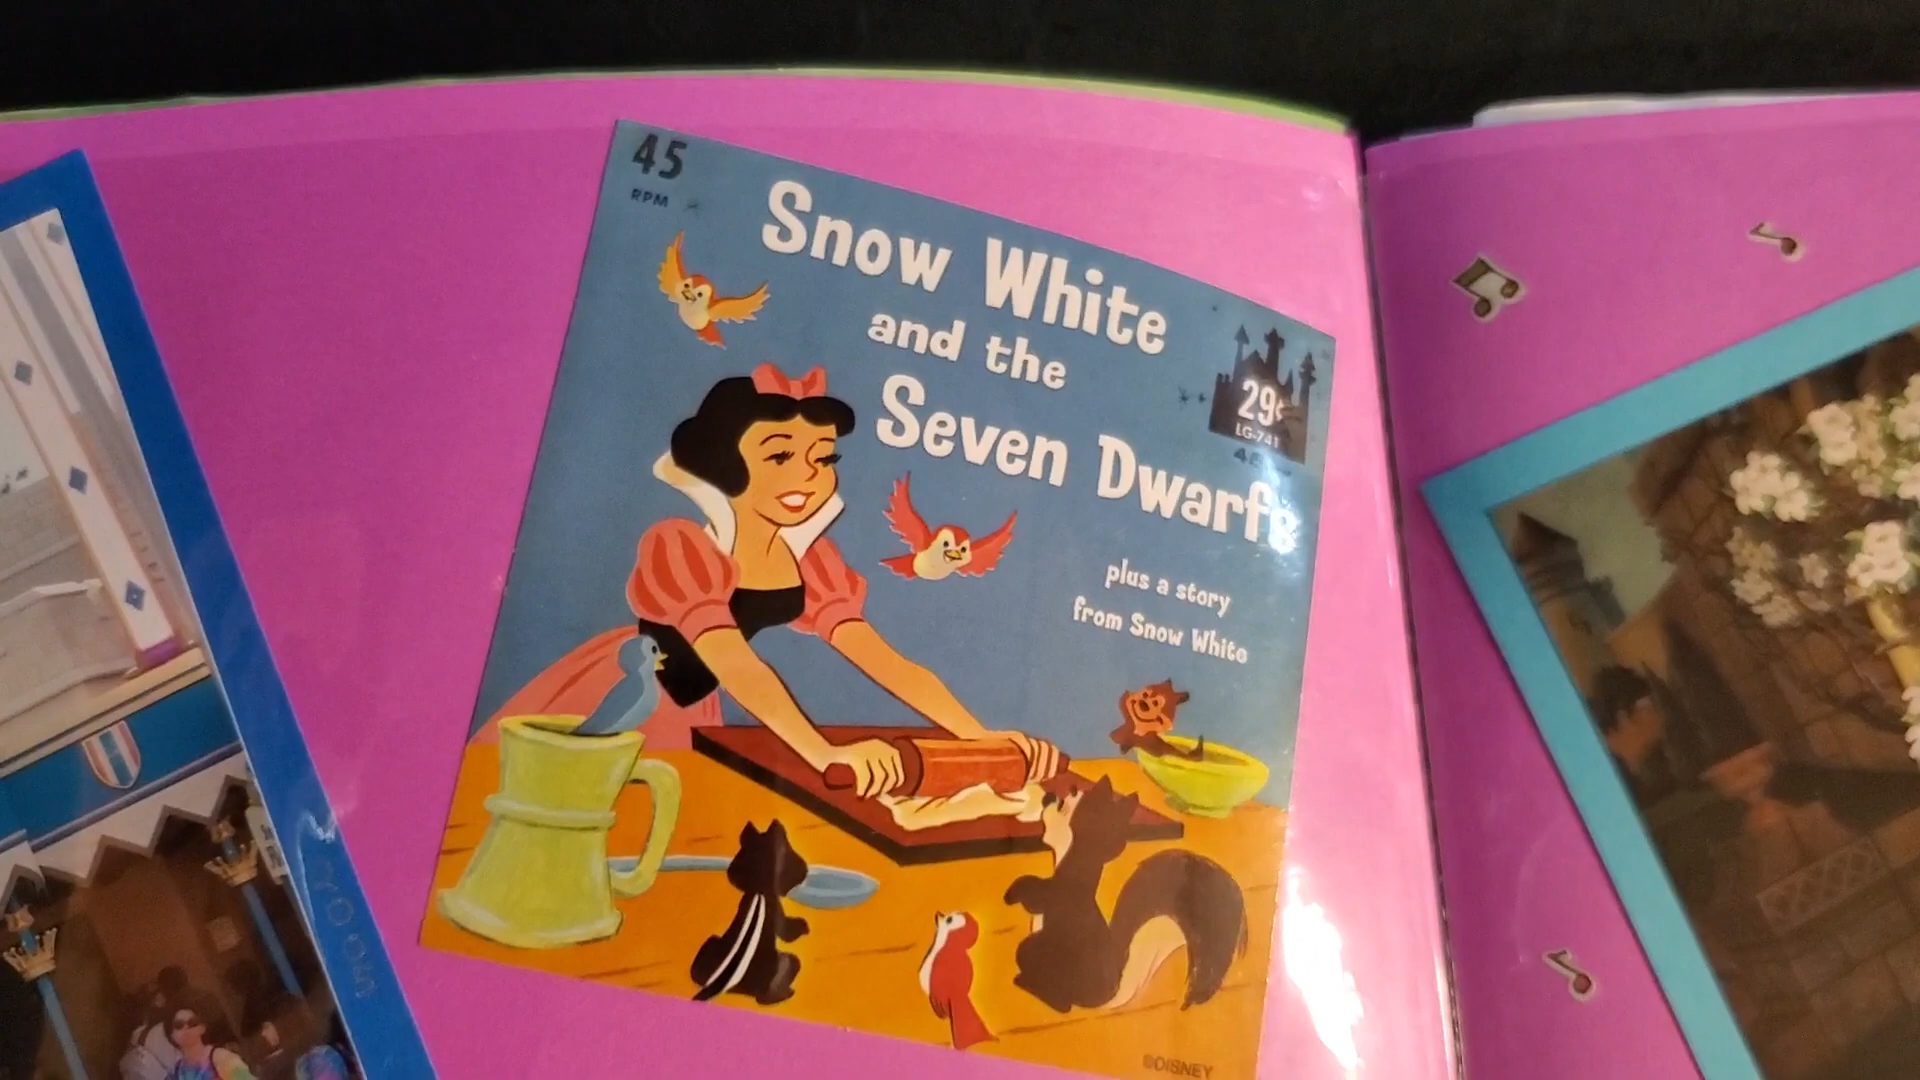 45
RPM
Snow White
and the
Seven Dwarfs
29¢
LG-741
plus a story
from Snow White
©DISNEY